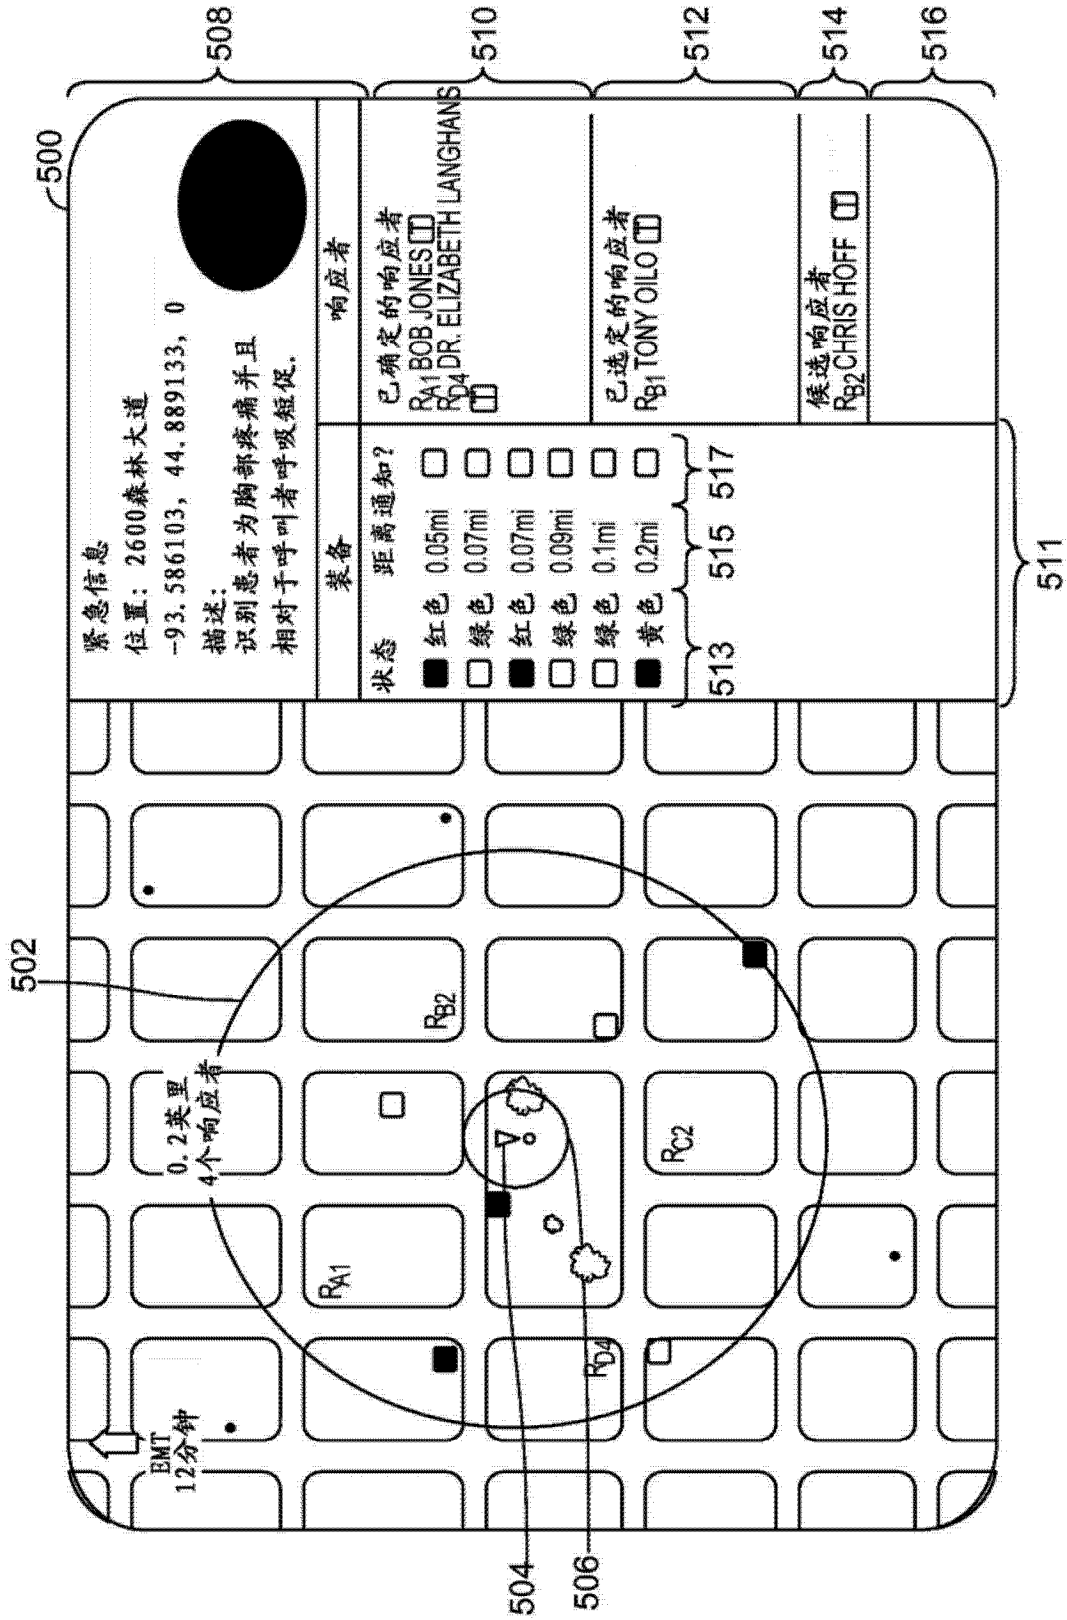 500
502
EMT
12分钟
0.2英里
4个响应者
RA1
RB2
RC2
RD4
504
506
紧急信息
位置: 2600森林大道
-93.586103, 44.889133, 0
描述:
识别患者为胸部疼痛并且
相对于呼叫者呼吸短促.
508
装备
响应者
状态 距离通知?
红色 0.05mi
绿色 0.07mi
红色 0.07mi
绿色 0.09mi
绿色 0.1mi
黄色 0.2mi
513 515 517
511
已确定的响应者
RA1 BOB JONES T
RD4 DR. ELIZABETH LANGHANS
T
510
已选定的响应者
RB1 TONY OILO T
512
候选响应者
RB2 CHRIS HOFF T
514
516